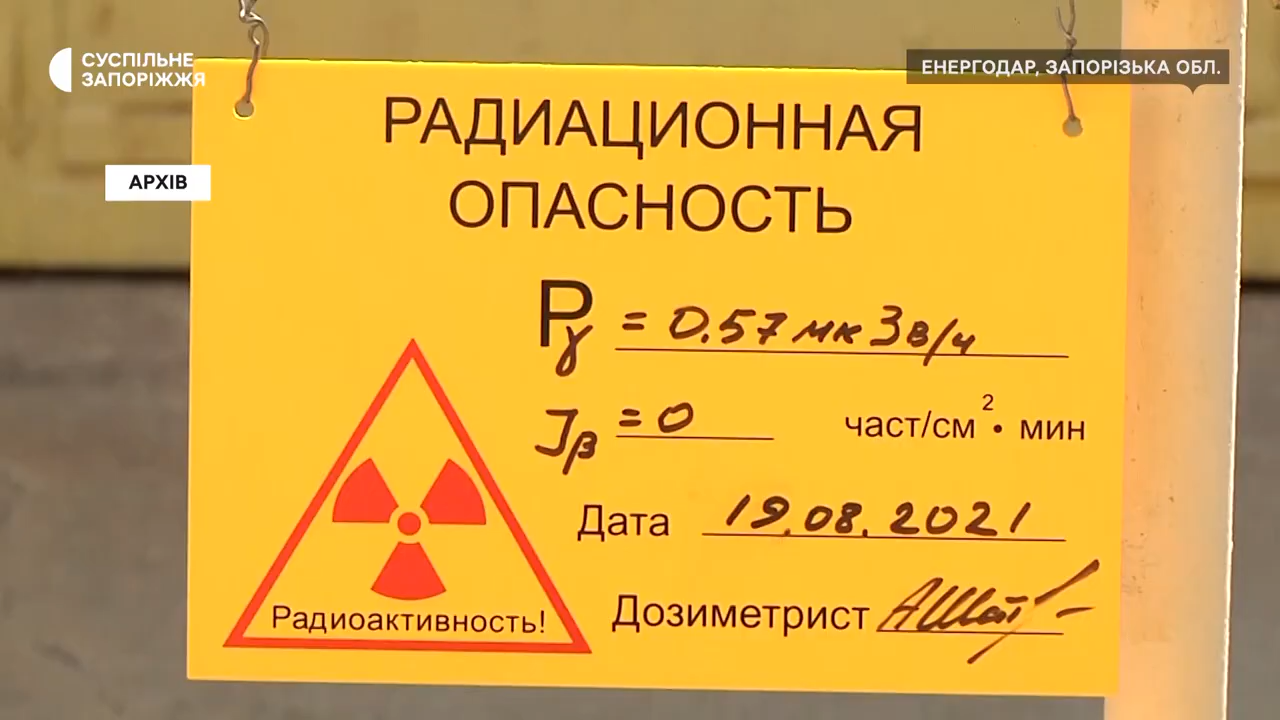 СУСПІЛЬНЕ
ЗАПОРІЖЖЯ
ЕНЕРГОДАР, ЗАПОРІЗЬКА ОБЛ.
АРХІВ
РАДИАЦИОННАЯ
ОПАСНОСТЬ
Pγ = 0.57 мкЗв/ч
Jβ = 0 част/см²• мин
Дата 19.08.2021
Дозиметрист
Радиоактивность!